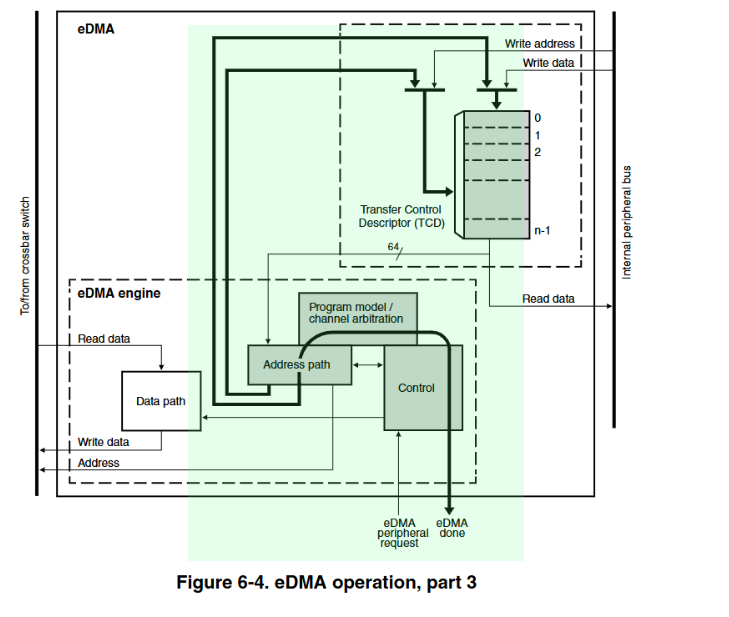 eDMA
Write address
Write data
0
1
2
n-1
Transfer Control
Descriptor (TCD)
64
To/from crossbar switch
Internal peripheral bus
Read data
eDMA engine
Program model /
channel arbitration
Read data
Address path
Data path
Control
Write data
Address
eDMA
peripheral
request
eDMA
done
Figure 6-4. eDMA operation, part 3